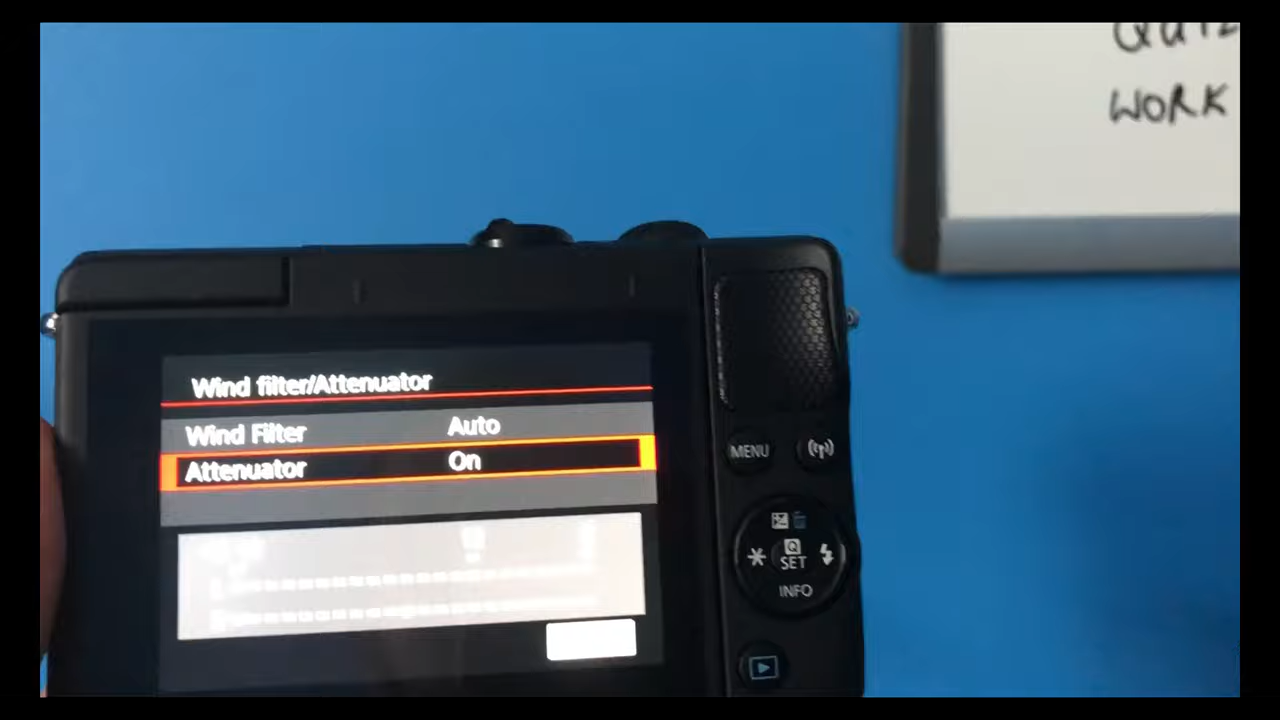 WORK
Wind filter/Attenuator
Wind Filter Auto
Attenuator On
MENU
Q
SET
INFO